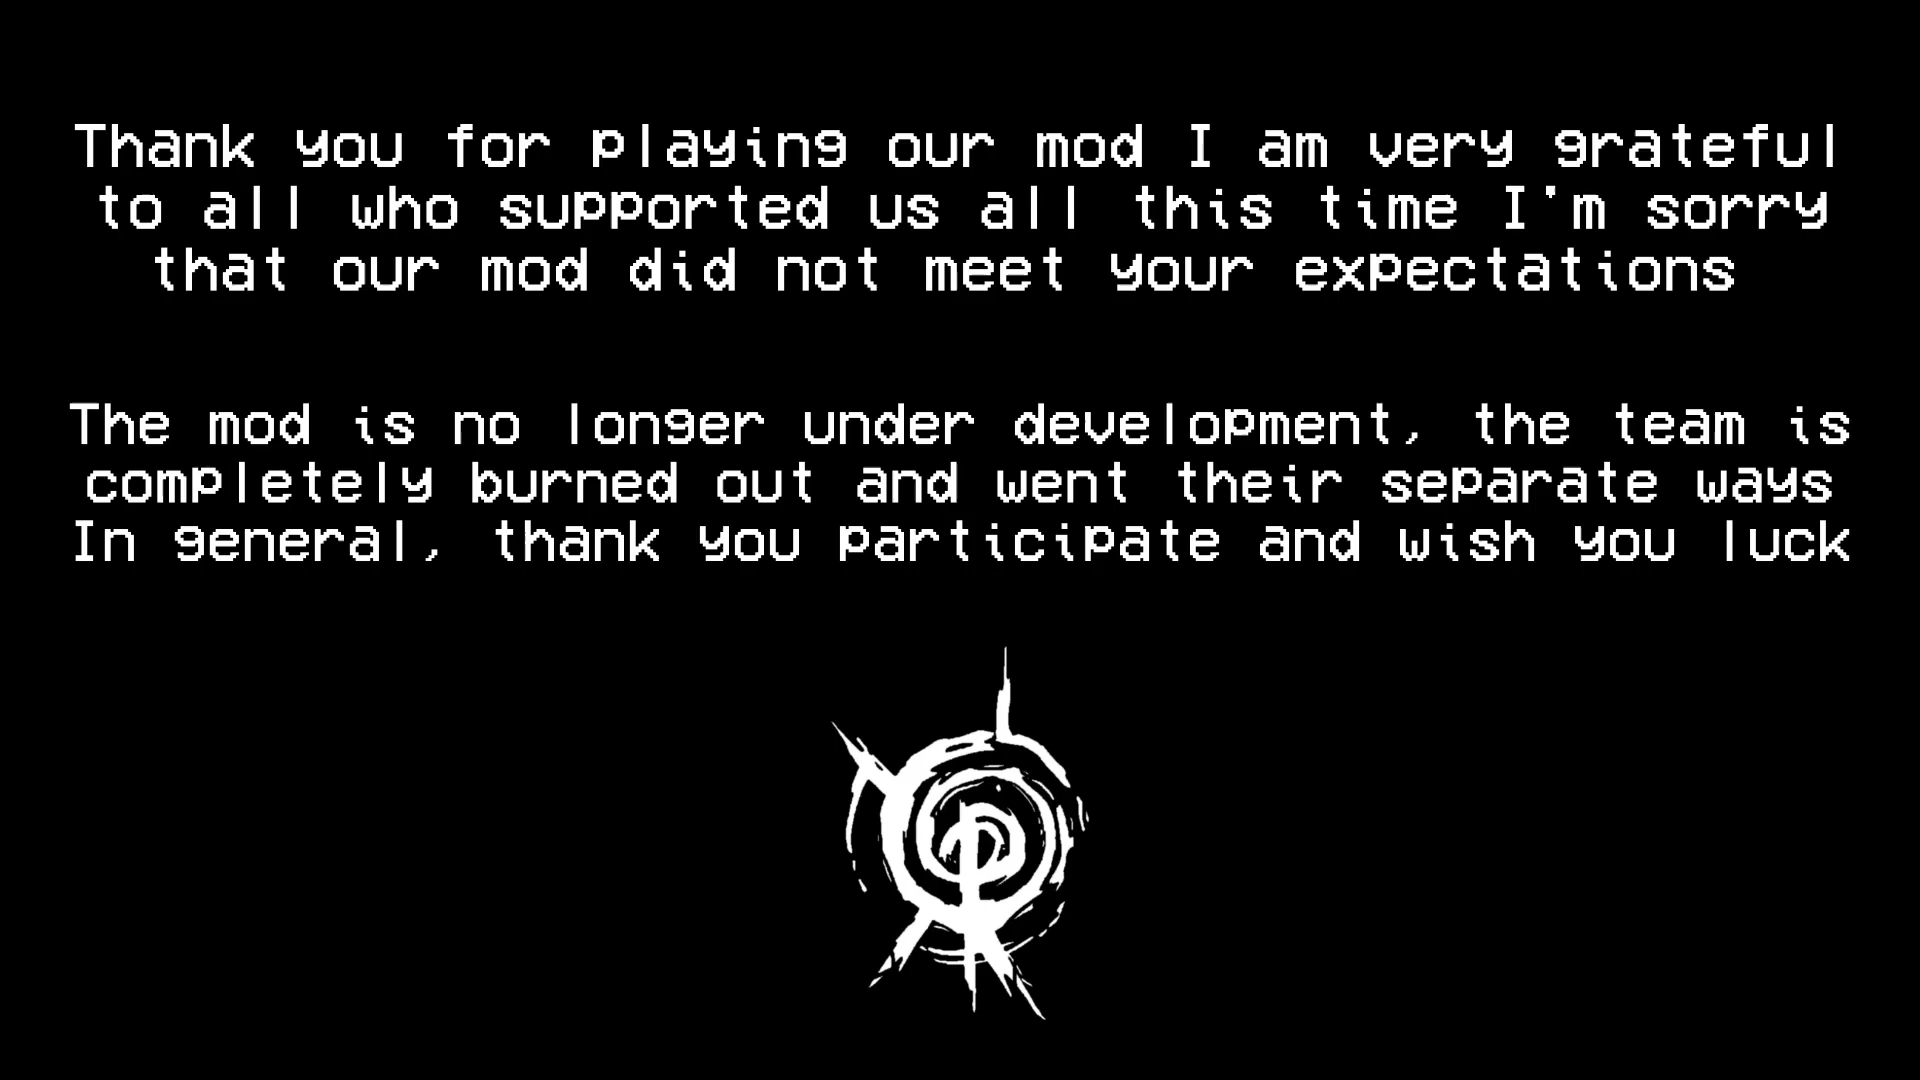 Thank you for playing our mod I am very grateful
to all who supported us all this time I'm sorry
that our mod did not meet your expectations
The mod is no longer under development, the team is
completely burned out and went their separate ways
In general, thank you participate and wish you luck